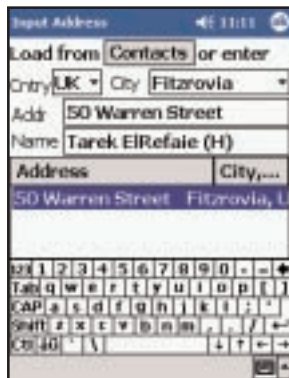 Input Address 11:11
Load from Contacts or enter
Cntry UK City Fitzrovia
Addr 50 Warren Street
Name Tarek ElRefaie (H)
Address City,...
50 Warren Street Fitzrovia, U
123 1 2 3 4 5 6 7 8 9 0 - =
Tab q w e r t y u i o p [ ]
CAP a s d f g h j k l ; '
Shift z x c v b n m , . /
Ctl áü ` \